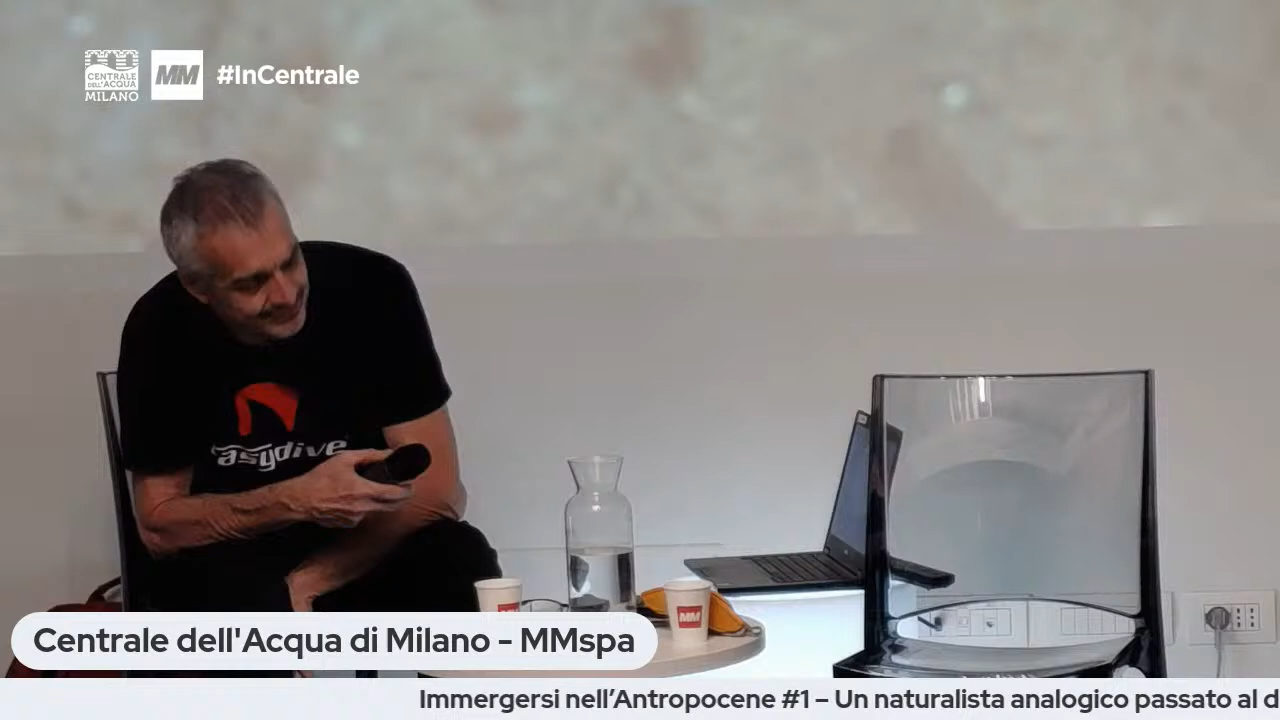 CENTRALE
DELL'ACQUA
MILANO
MM
#InCentrale
easydive
MM
MM
Centrale dell'Acqua di Milano - MMspa
Immergersi nell’Antropocene #1 – Un naturalista analogico passato al d